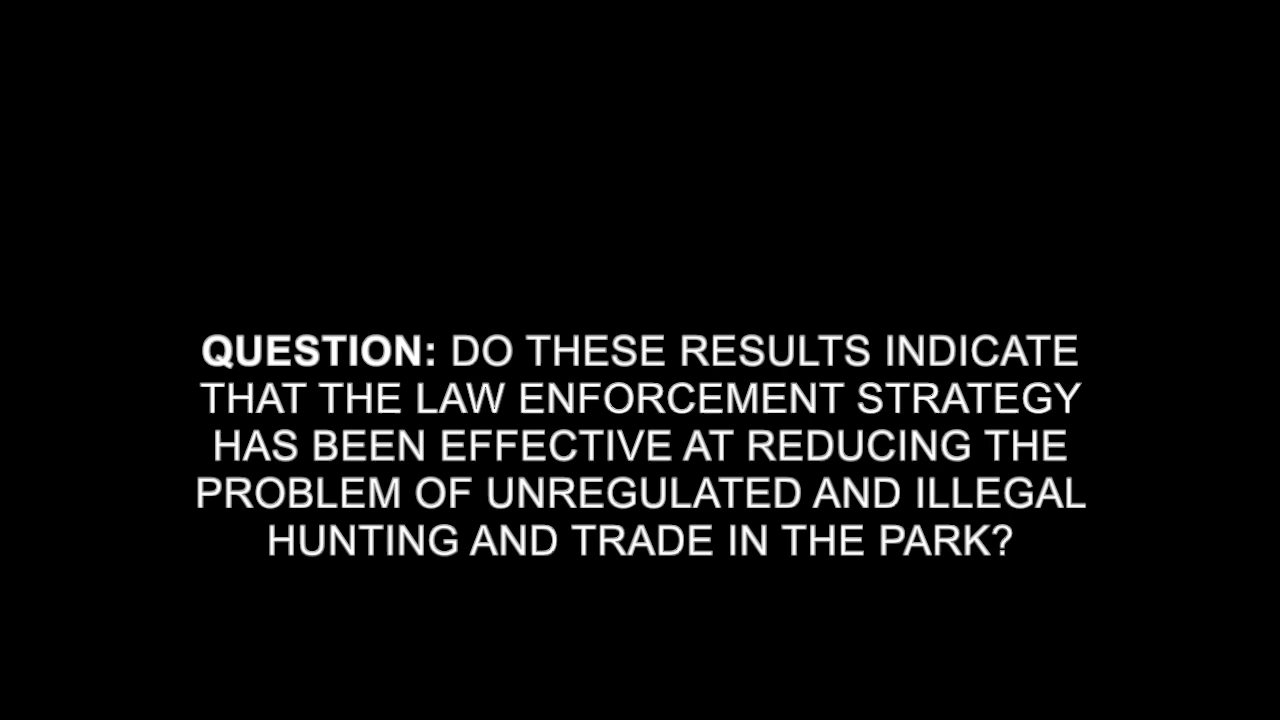 QUESTION: DO THESE RESULTS INDICATE
THAT THE LAW ENFORCEMENT STRATEGY
HAS BEEN EFFECTIVE AT REDUCING THE
PROBLEM OF UNREGULATED AND ILLEGAL
HUNTING AND TRADE IN THE PARK?